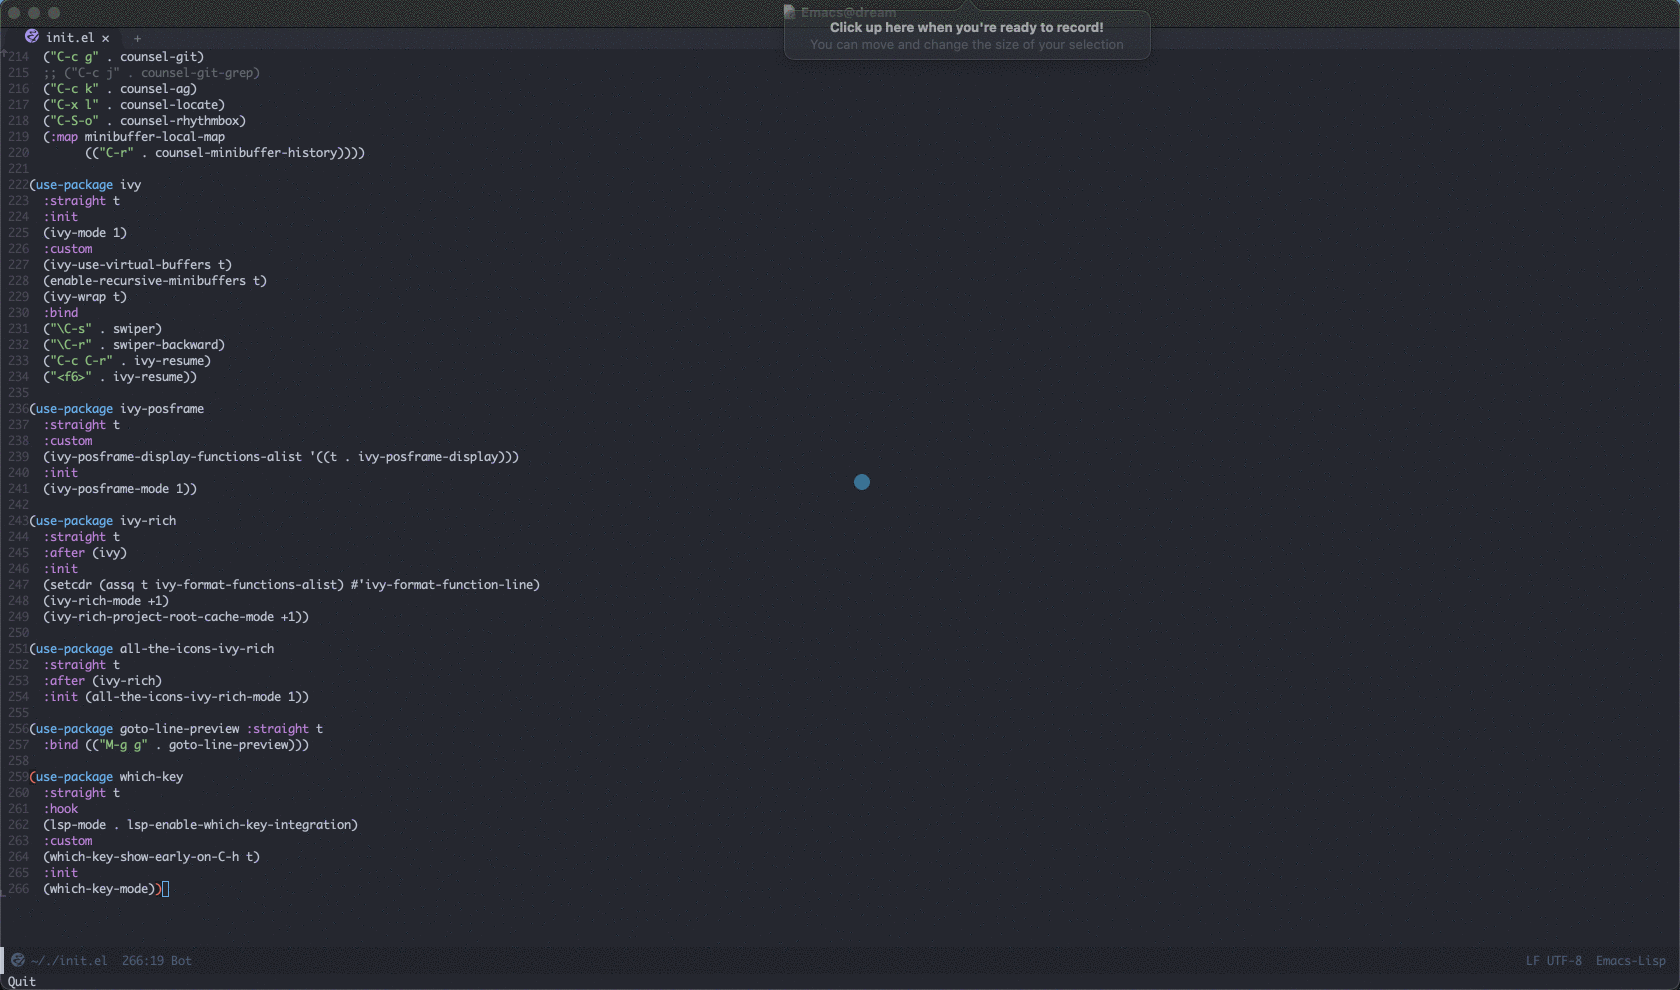 Emacs@dream
Click up here when you're ready to record!
You can move and change the size of your selection
init.el × +
214 ("C-c g" . counsel-git)
215 ;; ("C-c j" . counsel-git-grep)
216 ("C-c k" . counsel-ag)
217 ("C-x l" . counsel-locate)
218 ("C-S-o" . counsel-rhythmbox)
219 (:map minibuffer-local-map
220 (("C-r" . counsel-minibuffer-history))))
221
222 (use-package ivy
223 :straight t
224 :init
225 (ivy-mode 1)
226 :custom
227 (ivy-use-virtual-buffers t)
228 (enable-recursive-minibuffers t)
229 (ivy-wrap t)
230 :bind
231 ("\C-s" . swiper)
232 ("\C-r" . swiper-backward)
233 ("C-c C-r" . ivy-resume)
234 ("<f6>" . ivy-resume))
235
236 (use-package ivy-posframe
237 :straight t
238 :custom
239 (ivy-posframe-display-functions-alist '((t . ivy-posframe-display)))
240 :init
241 (ivy-posframe-mode 1))
242
243 (use-package ivy-rich
244 :straight t
245 :after (ivy)
246 :init
247 (setcdr (assq t ivy-format-functions-alist) #'ivy-format-function-line)
248 (ivy-rich-mode +1)
249 (ivy-rich-project-root-cache-mode +1))
250
251 (use-package all-the-icons-ivy-rich
252 :straight t
253 :after (ivy-rich)
254 :init (all-the-icons-ivy-rich-mode 1))
255
256 (use-package goto-line-preview :straight t
257 :bind (("M-g g" . goto-line-preview)))
258
259 (use-package which-key
260 :straight t
261 :hook
262 (lsp-mode . lsp-enable-which-key-integration)
263 :custom
264 (which-key-show-early-on-C-h t)
265 :init
266 (which-key-mode))
~/./init.el 266:19 Bot LF UTF-8 Emacs-Lisp
Quit